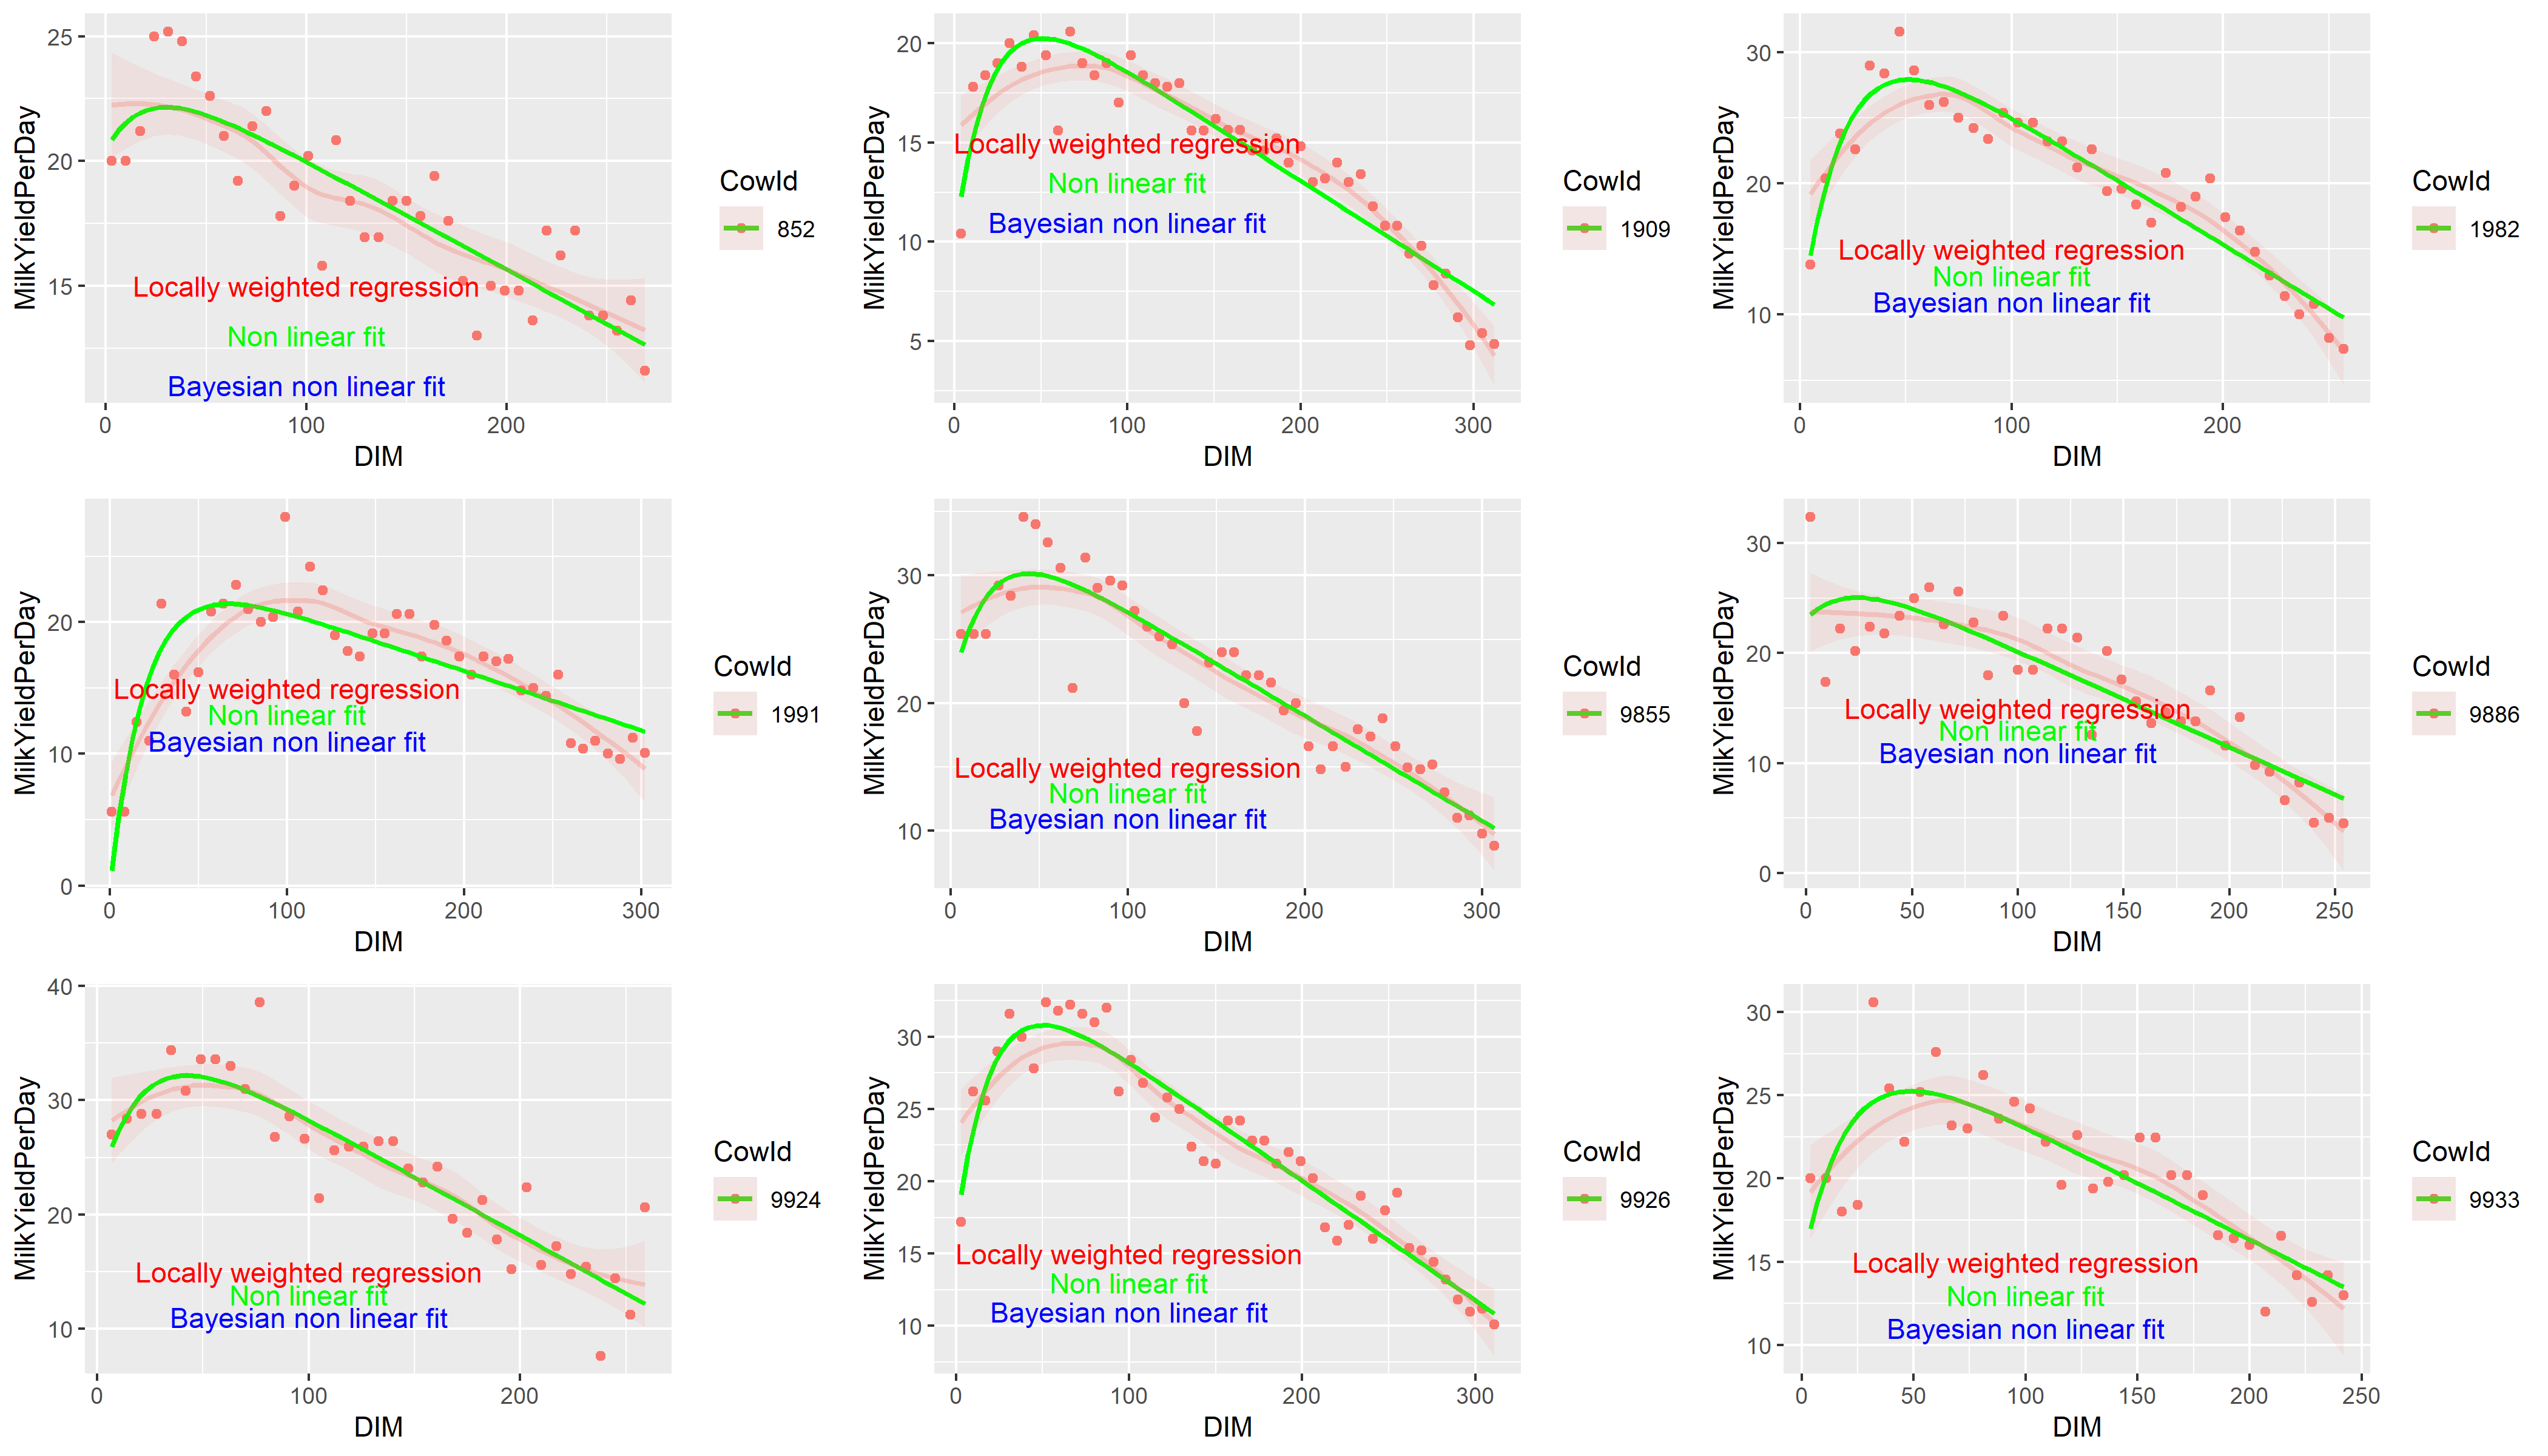 MilkYieldPerDay
25
20
15
Locally weighted regression
Non linear fit
Bayesian non linear fit
0
100
200
DIM
CowId
852
MilkYieldPerDay
20
15
10
5
Locally weighted regression
Non linear fit
Bayesian non linear fit
0
100
200
300
DIM
CowId
1909
MilkYieldPerDay
30
20
10
Locally weighted regression
Non linear fit
Bayesian non linear fit
0
100
200
DIM
CowId
1982
MilkYieldPerDay
20
10
0
Locally weighted regression
Non linear fit
Bayesian non linear fit
0
100
200
300
DIM
CowId
1991
MilkYieldPerDay
30
20
10
Locally weighted regression
Non linear fit
Bayesian non linear fit
0
100
200
300
DIM
CowId
9855
MilkYieldPerDay
30
20
10
0
Locally weighted regression
Non linear fit
Bayesian non linear fit
0
50
100
150
200
250
DIM
CowId
9886
MilkYieldPerDay
40
30
20
10
Locally weighted regression
Non linear fit
Bayesian non linear fit
0
100
200
DIM
CowId
9924
MilkYieldPerDay
30
25
20
15
10
Locally weighted regression
Non linear fit
Bayesian non linear fit
0
100
200
300
DIM
CowId
9926
MilkYieldPerDay
30
25
20
15
10
Locally weighted regression
Non linear fit
Bayesian non linear fit
0
50
100
150
200
250
DIM
CowId
9933